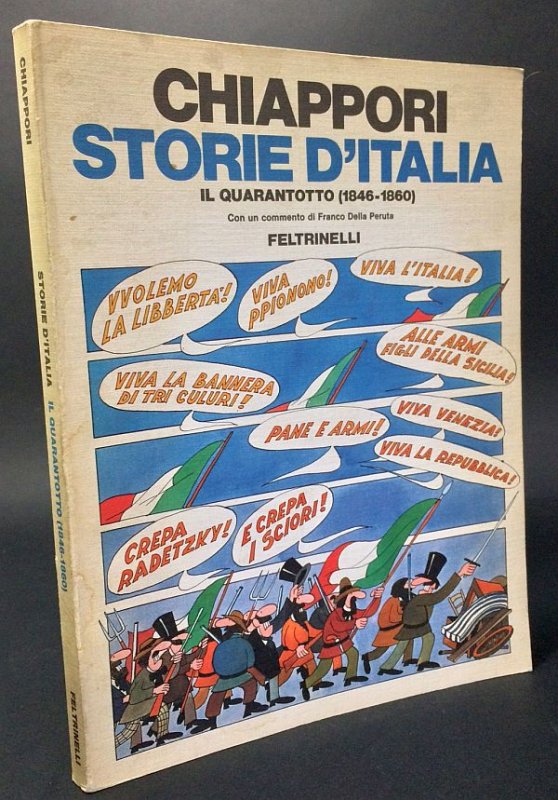 CHIAPPORI
STORIE D'ITALIA
IL QUARANTOTTO (1846-1860)
Con un commento di Franco Della Peruta
FELTRINELLI
VVOLEMO
LA LIBBERTA'!
VIVA
PPIONONO!
VIVA L'ITALIA!
VIVA LA BANNERA
DI TRI CULURI!
ALLE ARMI
FIGLI DELLA SICILIA!
PANE E ARMI!
VIVA VENEZIA!
VIVA LA REPUBBLICA!
CREPA
RADETZKY!
E CREPA
I SCIORI!
CHIAPPORI
STORIE D'ITALIA
IL QUARANTOTTO (1846-1860)
FELTRINELLI